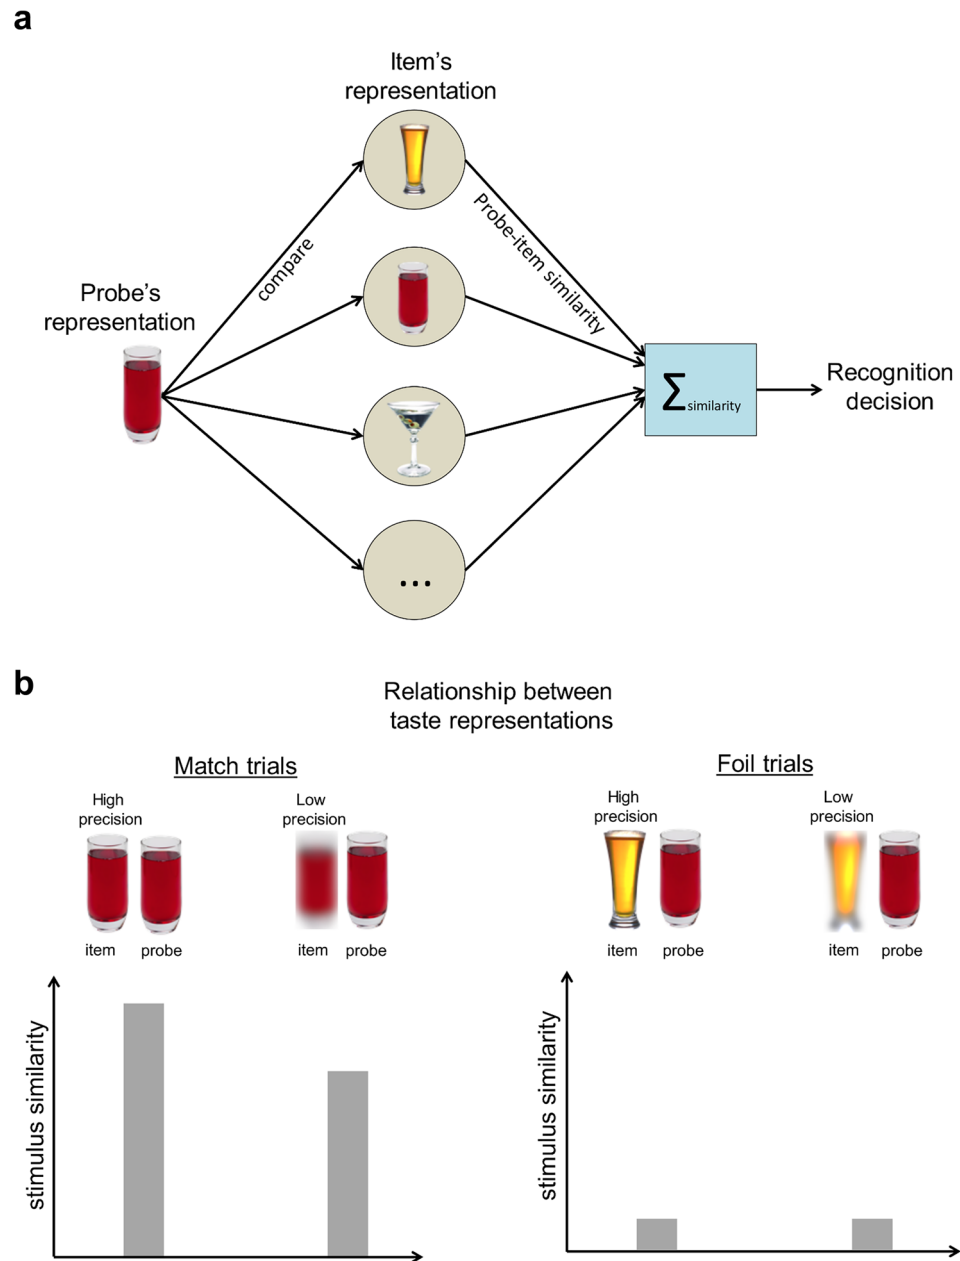 a
Item's
representation
compare
Probe-item similarity
Probe's
representation
Σsimilarity
Recognition
decision
...
b
Relationship between
taste representations
Match trials
High
precision
Low
precision
item
probe
item
probe
stimulus similarity
Foil trials
High
precision
Low
precision
item
probe
item
probe
stimulus similarity